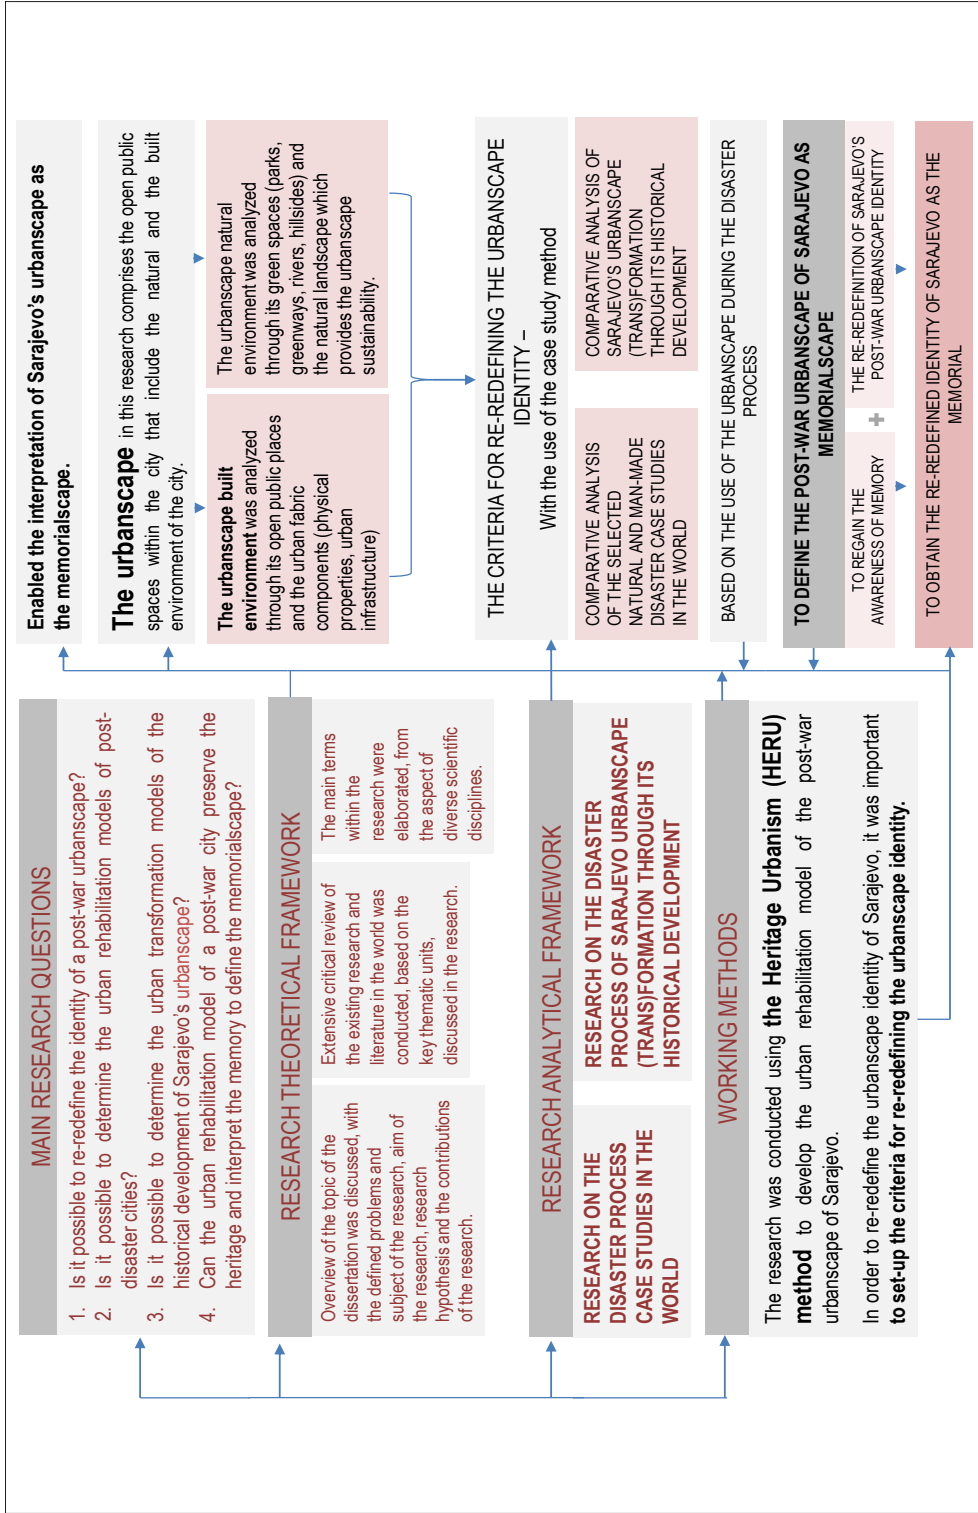 MAIN RESEARCH QUESTIONS
1. Is it possible to re-redefine the identity of a post-war urbanscape?
2. Is it possible to determine the urban rehabilitation models of post-
disaster cities?
3. Is it possible to determine the urban transformation models of the
historical development of Sarajevo's urbanscape?
4. Can the urban rehabilitation model of a post-war city preserve the
heritage and interpret the memory to define the memorialscape?
RESEARCH THEORETICAL FRAMEWORK
Overview of the topic of the
dissertation was discussed, with
the defined problems and
subject of the research, aim of
the research, research
hypothesis and the contributions
of the research.
Extensive critical review of
the existing research and
literature in the world was
conducted, based on the
key thematic units,
discussed in the research.
The main terms
within the
research were
elaborated, from
the aspect of
diverse scientific
disciplines.
RESEARCH ANALYTICAL FRAMEWORK
RESEARCH ON THE
DISASTER PROCESS
CASE STUDIES IN THE
WORLD
RESEARCH ON THE DISASTER
PROCESS OF SARAJEVO URBANSCAPE
(TRANS)FORMATION THROUGH ITS
HISTORICAL DEVELOPMENT
WORKING METHODS
The research was conducted using the Heritage Urbanism (HERU)
method to develop the urban rehabilitation model of the post-war
urbanscape of Sarajevo.
In order to re-redefine the urbanscape identity of Sarajevo, it was important
to set-up the criteria for re-redefining the urbanscape identity.
Enabled the interpretation of Sarajevo's urbanscape as
the memorialscape.
The urbanscape in this research comprises the open public
spaces within the city that include the natural and the built
environment of the city.
The urbanscape built
environment was analyzed
through its open public places
and the urban fabric
components (physical
properties, urban
infrastructure)
The urbanscape natural
environment was analyzed
through its green spaces (parks,
greenways, rivers, hillsides) and
the natural landscape which
provides the urbanscape
sustainability.
THE CRITERIA FOR RE-REDEFINING THE URBANSCAPE
IDENTITY –
With the use of the case study method
COMPARATIVE ANALYSIS
OF THE SELECTED
NATURAL AND MAN-MADE
DISASTER CASE STUDIES
IN THE WORLD
COMPARATIVE ANALYSIS OF
SARAJEVO'S URBANSCAPE
(TRANS)FORMATION
THROUGH ITS HISTORICAL
DEVELOPMENT
BASED ON THE USE OF THE URBANSCAPE DURING THE DISASTER
PROCESS
TO DEFINE THE POST-WAR URBANSCAPE OF SARAJEVO AS
MEMORIALSCAPE
TO REGAIN THE
AWARENESS OF MEMORY
+
THE RE-REDEFINITION OF SARAJEVO'S
POST-WAR URBANSCAPE IDENTITY
TO OBTAIN THE RE-REDEFINED IDENTITY OF SARAJEVO AS THE
MEMORIAL